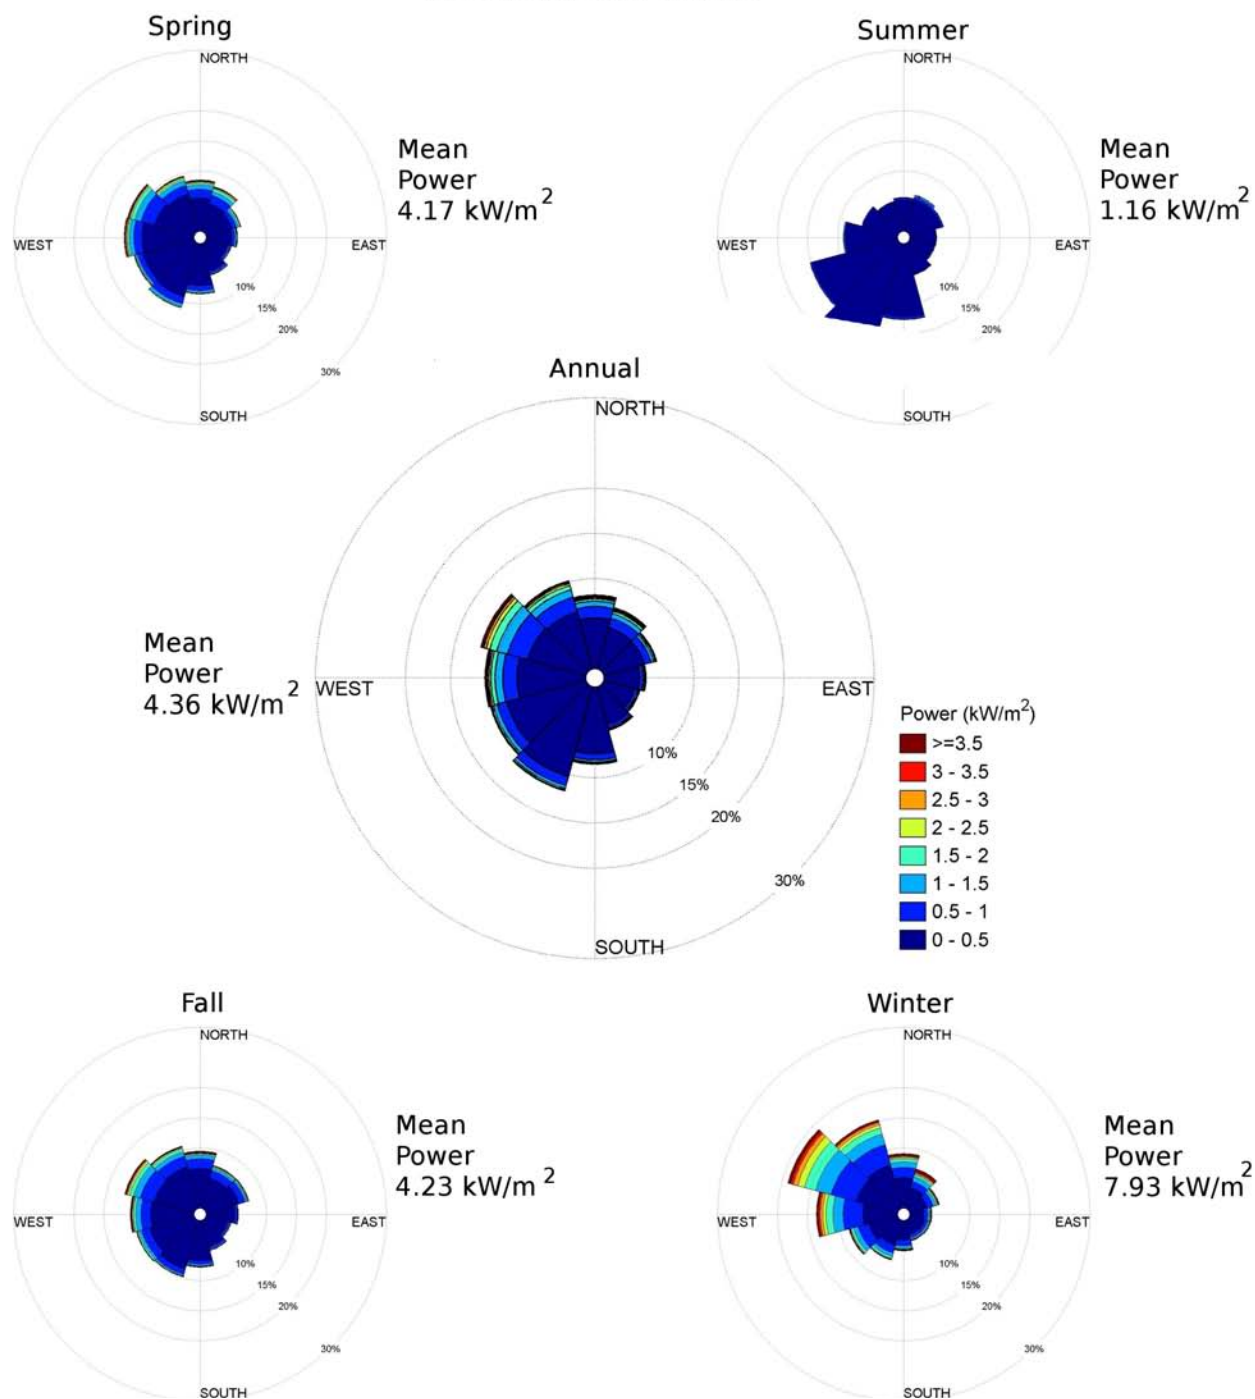 Spring
NORTH
Mean
Power
4.17 kW/m²
WEST
EAST
10%
15%
20%
30%
SOUTH
Summer
NORTH
Mean
Power
1.16 kW/m²
WEST
EAST
10%
15%
20%
SOUTH
Annual
NORTH
Mean
Power
4.36 kW/m²
WEST
EAST
10%
15%
20%
30%
SOUTH
Power (kW/m²)
>=3.5
3 - 3.5
2.5 - 3
2 - 2.5
1.5 - 2
1 - 1.5
0.5 - 1
0 - 0.5
Fall
NORTH
Mean
Power
4.23 kW/m²
WEST
EAST
10%
15%
20%
30%
SOUTH
Winter
NORTH
Mean
Power
7.93 kW/m²
WEST
EAST
10%
15%
20%
30%
SOUTH